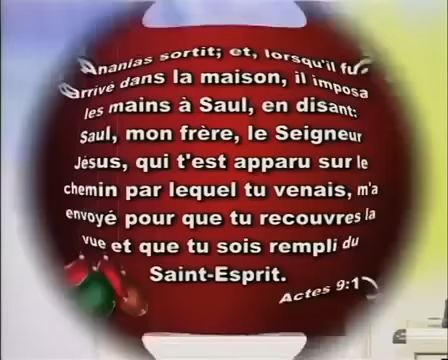 Ananias sortit; et, lorsqu'il fut
arrivé dans la maison, il imposa
les mains à Saul, en disant:
Saul, mon frère, le Seigneur
Jésus, qui t'est apparu sur le
chemin par lequel tu venais, m'a
envoyé pour que tu recouvres la
vue et que tu sois rempli du
Saint-Esprit.
Actes 9:1